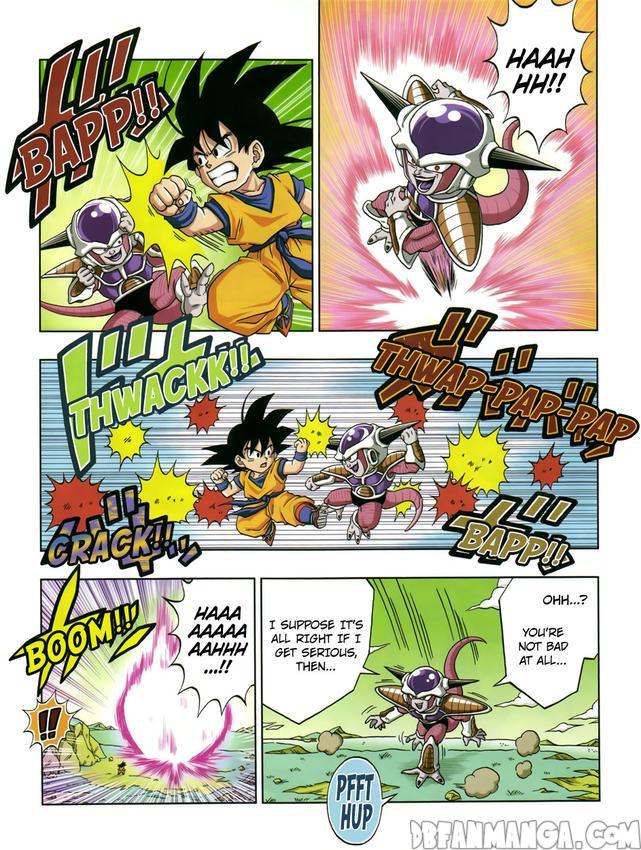 BAPP!!
HAAH
HH!!
THWACKK!!
THWAP-PAP-PAP
CRACK!!
BAPP!!
BOOM!!!
!!
HAAA
AAAAA
AAHHH
...!!
OHH...?
YOU'RE
NOT BAD
AT ALL...
I SUPPOSE IT'S
ALL RIGHT IF I
GET SERIOUS,
THEN...
PFFT
HUP
DBFANMANGA.COM